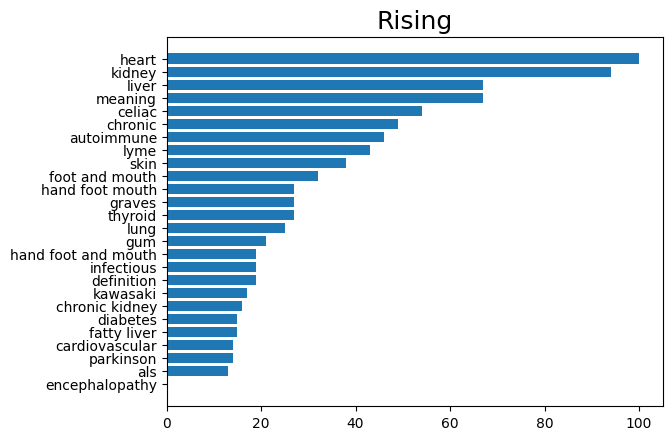 Rising
heart
kidney
liver
meaning
celiac
chronic
autoimmune
lyme
skin
foot and mouth
hand foot mouth
graves
thyroid
lung
gum
hand foot and mouth
infectious
definition
kawasaki
chronic kidney
diabetes
fatty liver
cardiovascular
parkinson
als
encephalopathy
0 20 40 60 80 100